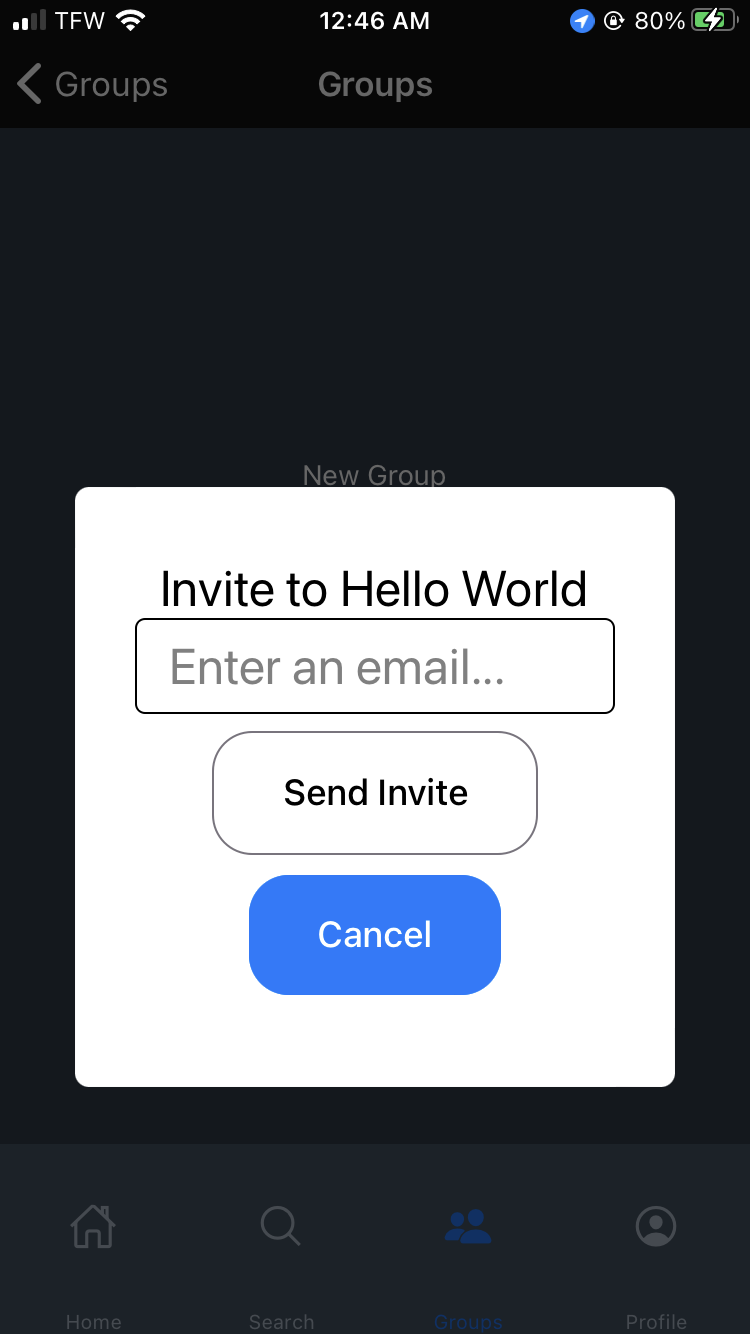 TFW 12:46 AM 80%
Groups Groups
New Group
Invite to Hello World
Enter an email...
Send Invite
Cancel
Home Search Groups Profile